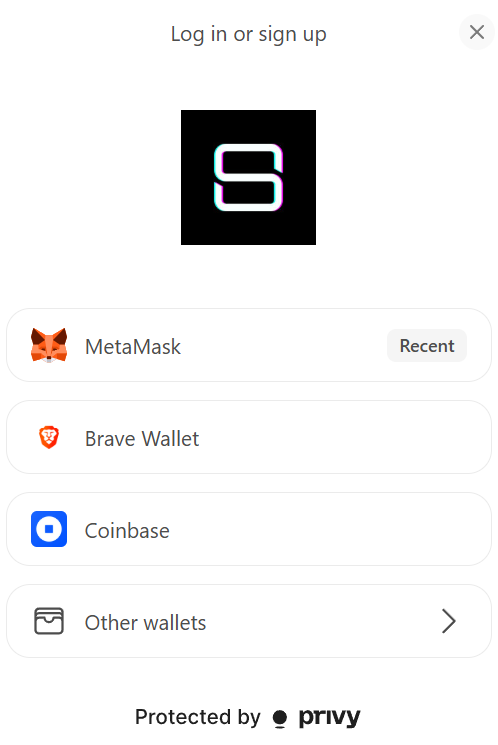 Log in or sign up
MetaMask
Recent
Brave Wallet
Coinbase
Other wallets
Protected by privy